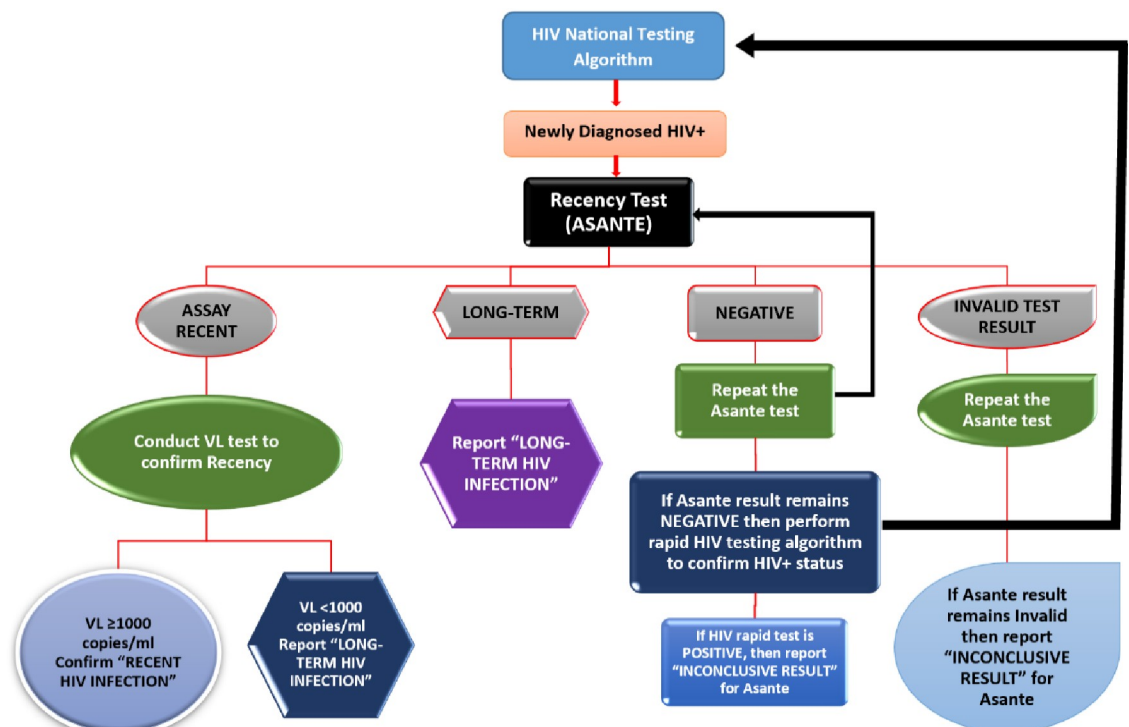 HIV National Testing
Algorithm
Newly Diagnosed HIV+
Recency Test
(ASANTE)
ASSAY
RECENT
LONG-TERM
NEGATIVE
INVALID TEST
RESULT
Conduct VL test to
confirm Recency
Report “LONG-
TERM HIV
INFECTION”
Repeat the
Asante test
Repeat the
Asante test
If Asante result remains
NEGATIVE then perform
rapid HIV testing algorithm
to confirm HIV+ status
VL ≥1000
copies/ml
Confirm “RECENT
HIV INFECTION”
VL <1000
copies/ml
Report “LONG-
TERM HIV
INFECTION”
If HIV rapid test is
POSITIVE, then report
“INCONCLUSIVE RESULT”
for Asante
If Asante result
remains Invalid
then report
“INCONCLUSIVE
RESULT” for
Asante